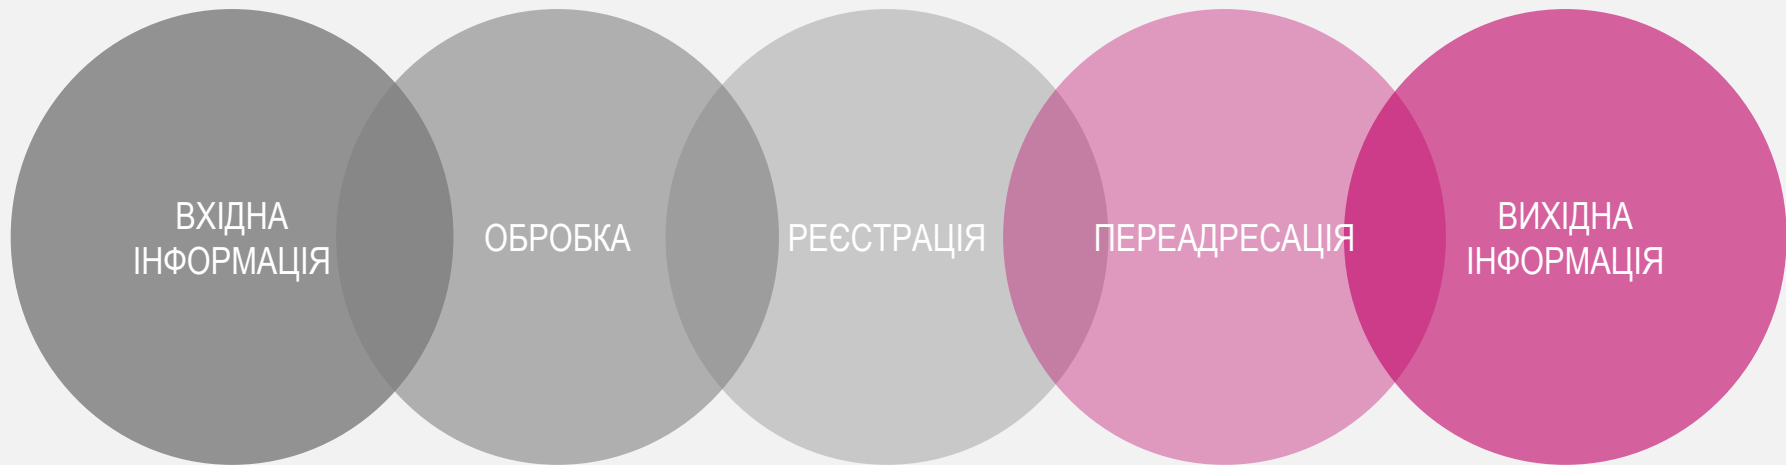 ВХІДНА
ІНФОРМАЦІЯ
ОБРОБКА
РЕЄСТРАЦІЯ
ПЕРЕАДРЕСАЦІЯ
ВИХІДНА
ІНФОРМАЦІЯ